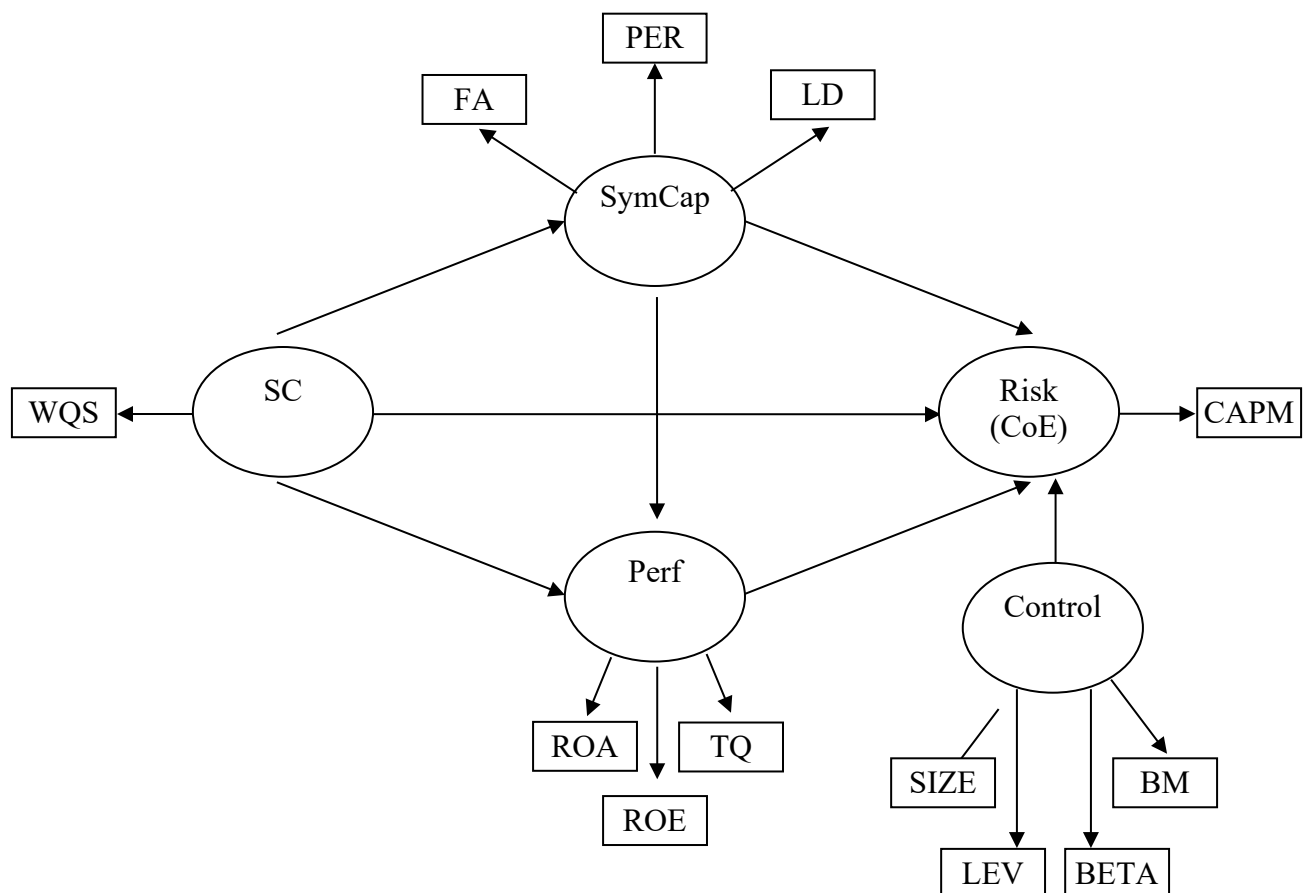 PER
FA
LD
SymCap
SC
WQS
Risk
(CoE)
CAPM
Perf
Control
ROA
TQ
ROE
SIZE
BM
LEV
BETA